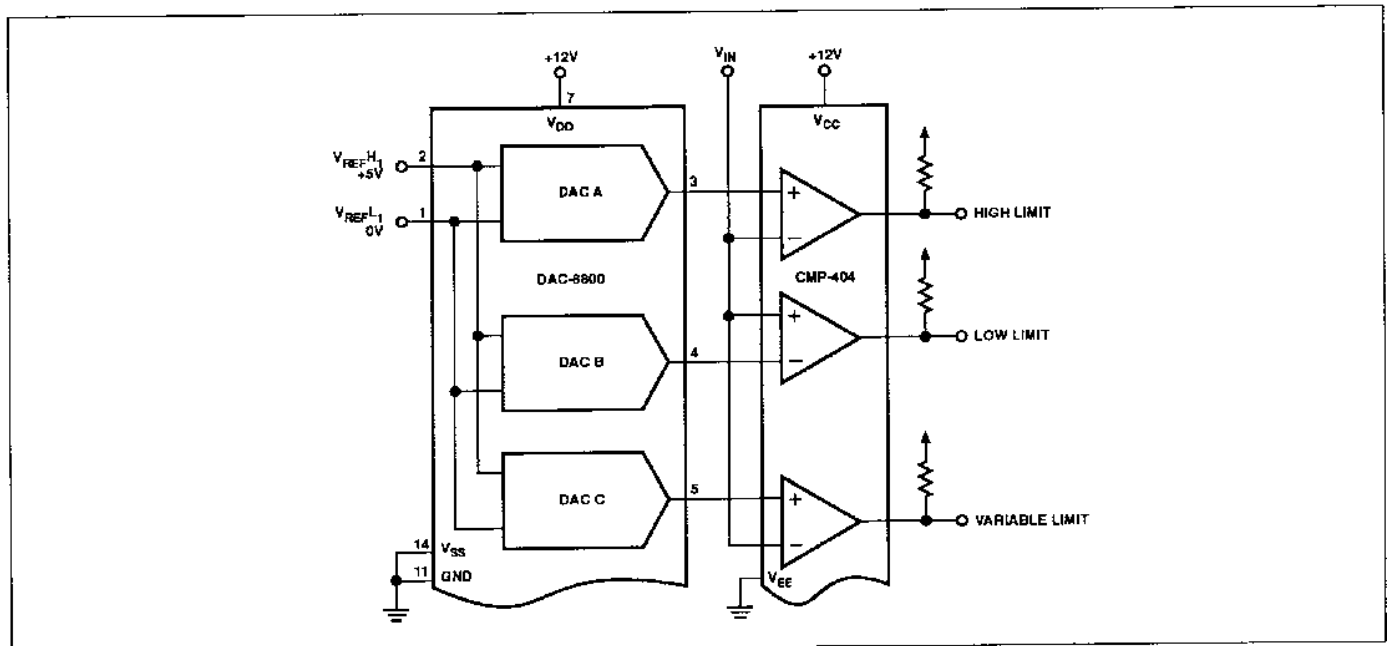 +12V
VIN
+12V
7
VDD
VCC
VREFH1
+5V
2
DAC A
3
+
−
HIGH LIMIT
VREFL1
0V
1
DAC-8800
CMP-404
DAC B
4
+
−
LOW LIMIT
DAC C
5
+
−
VARIABLE LIMIT
14
VSS
11
GND
VEE